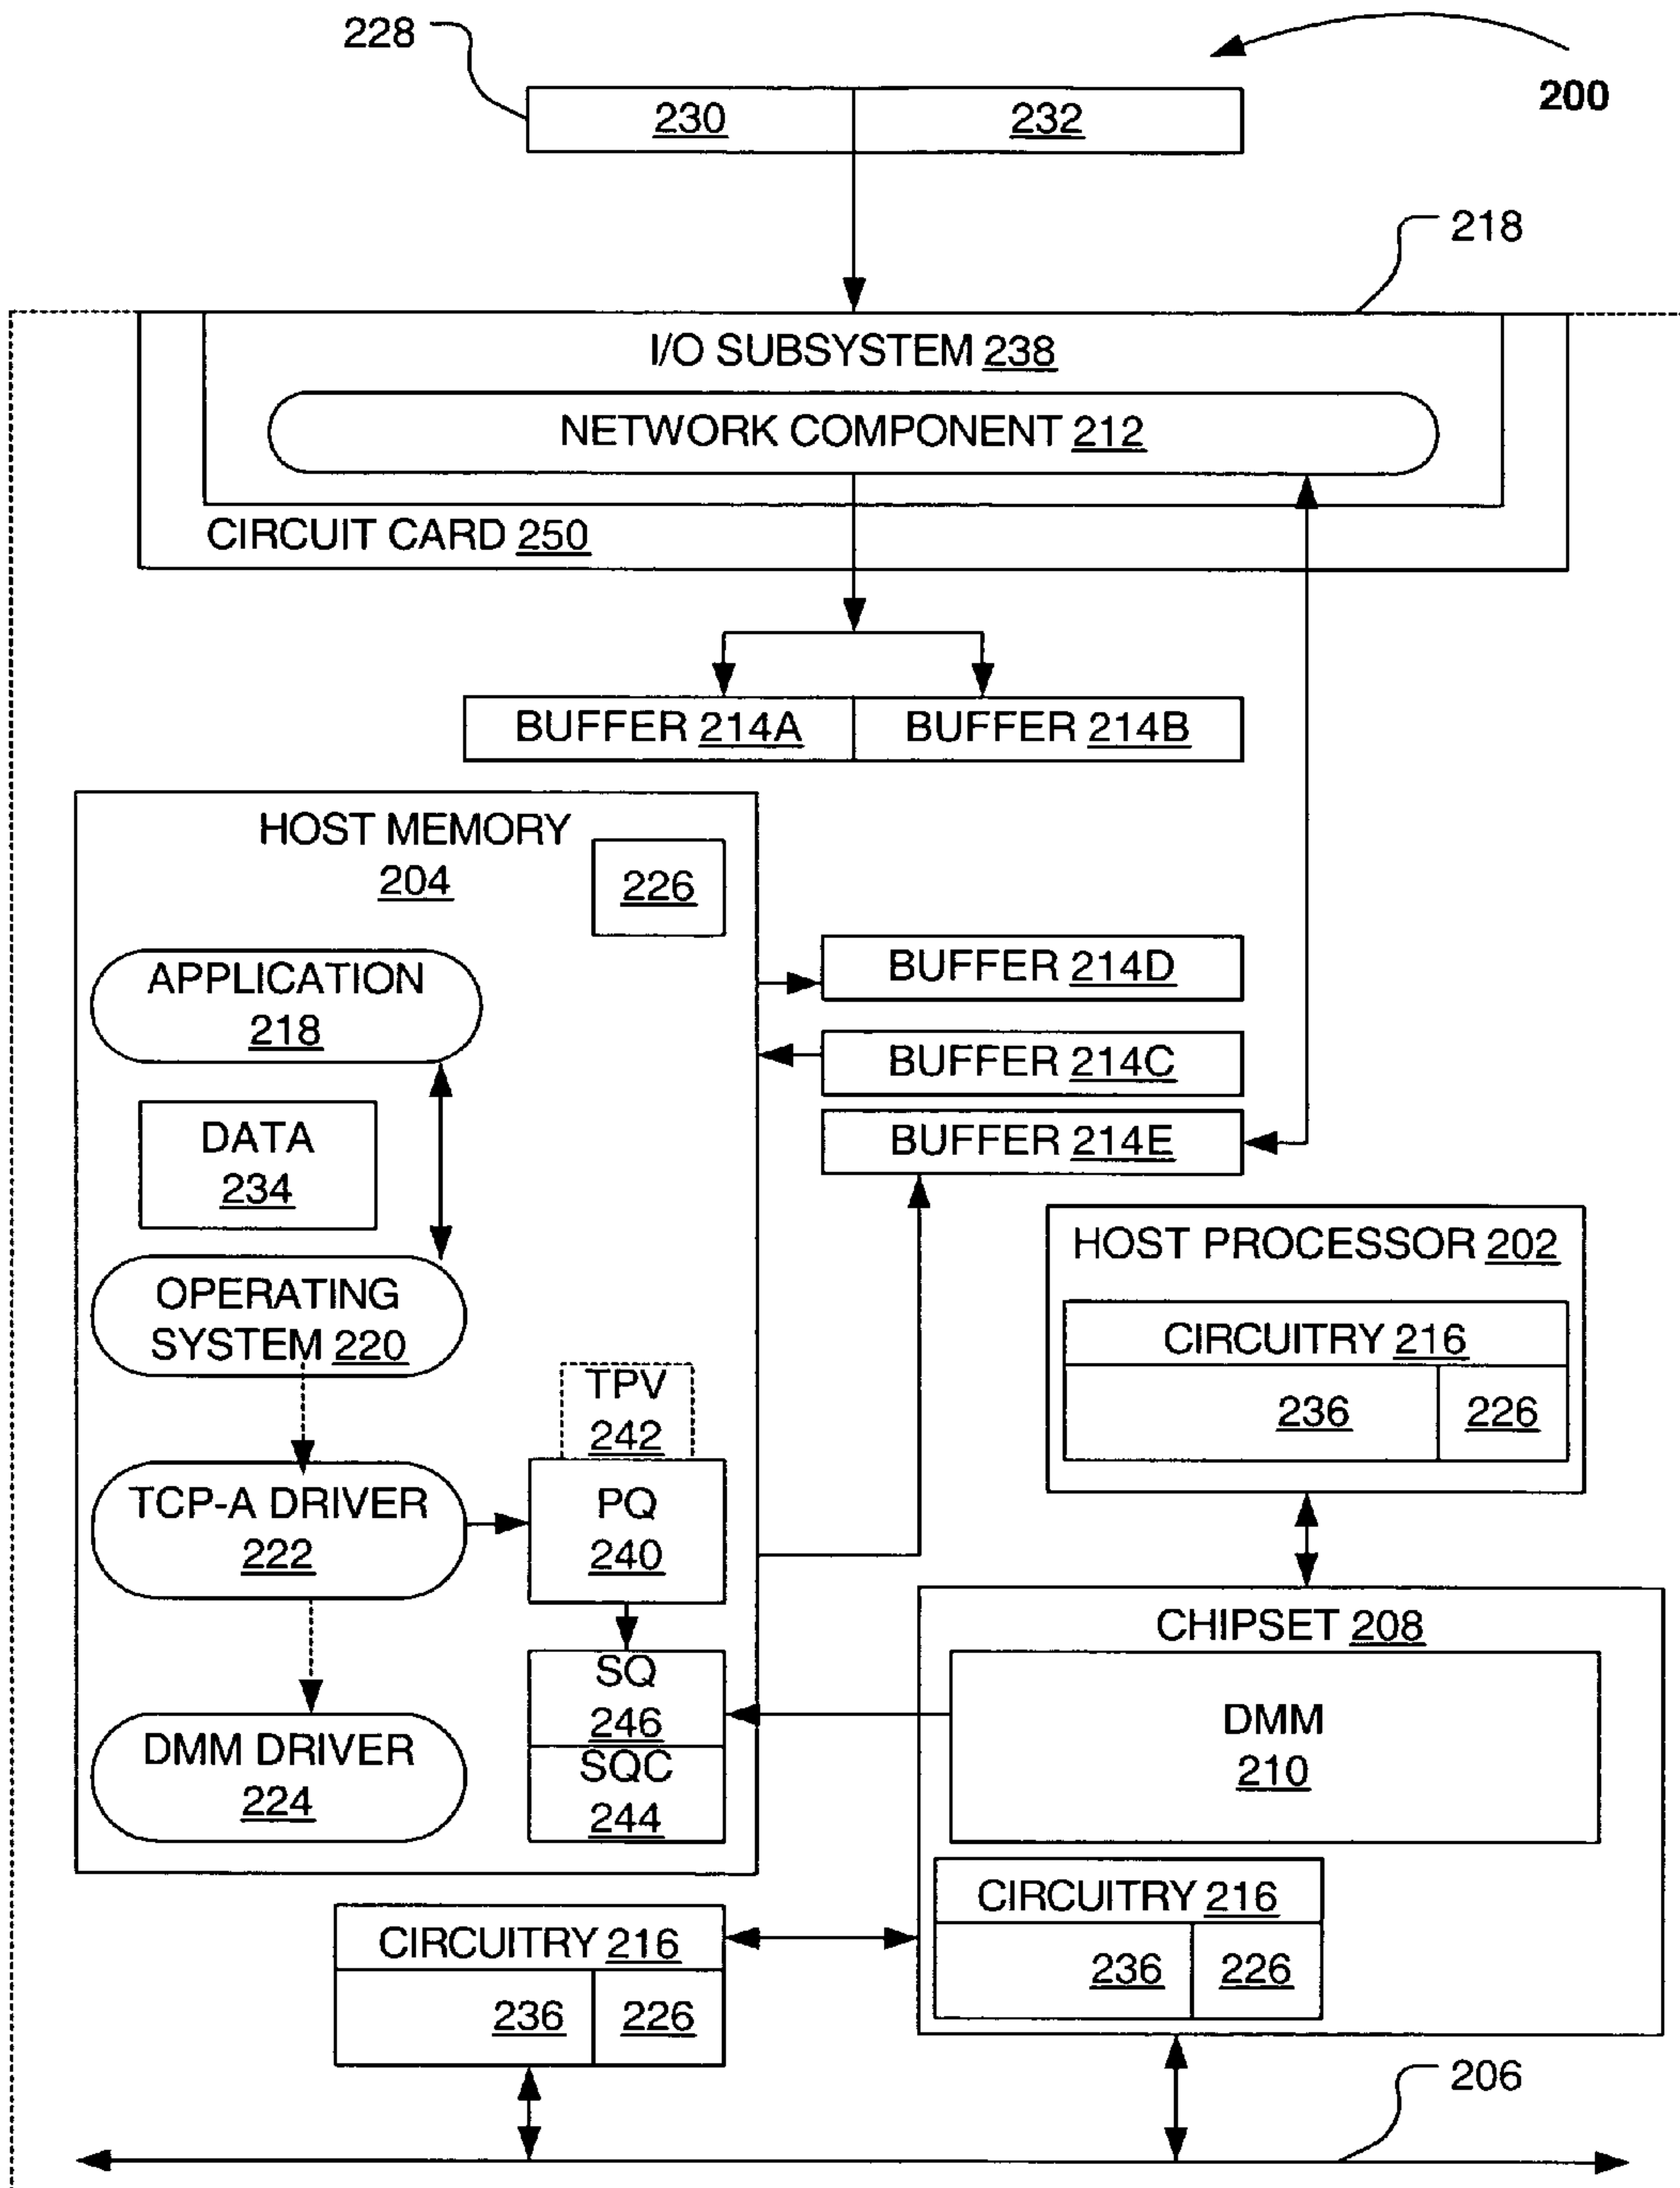 228
200
230 232
218
I/O SUBSYSTEM 238
NETWORK COMPONENT 212
CIRCUIT CARD 250
BUFFER 214A BUFFER 214B
HOST MEMORY
204
226
APPLICATION
218
BUFFER 214D
BUFFER 214C
BUFFER 214E
DATA
234
OPERATING
SYSTEM 220
HOST PROCESSOR 202
CIRCUITRY 216
236 226
TPV
242
TCP-A DRIVER
222
PQ
240
CHIPSET 208
SQ
246
DMM
210
DMM DRIVER
224
SQC
244
CIRCUITRY 216
236 226
CIRCUITRY 216
236 226
206